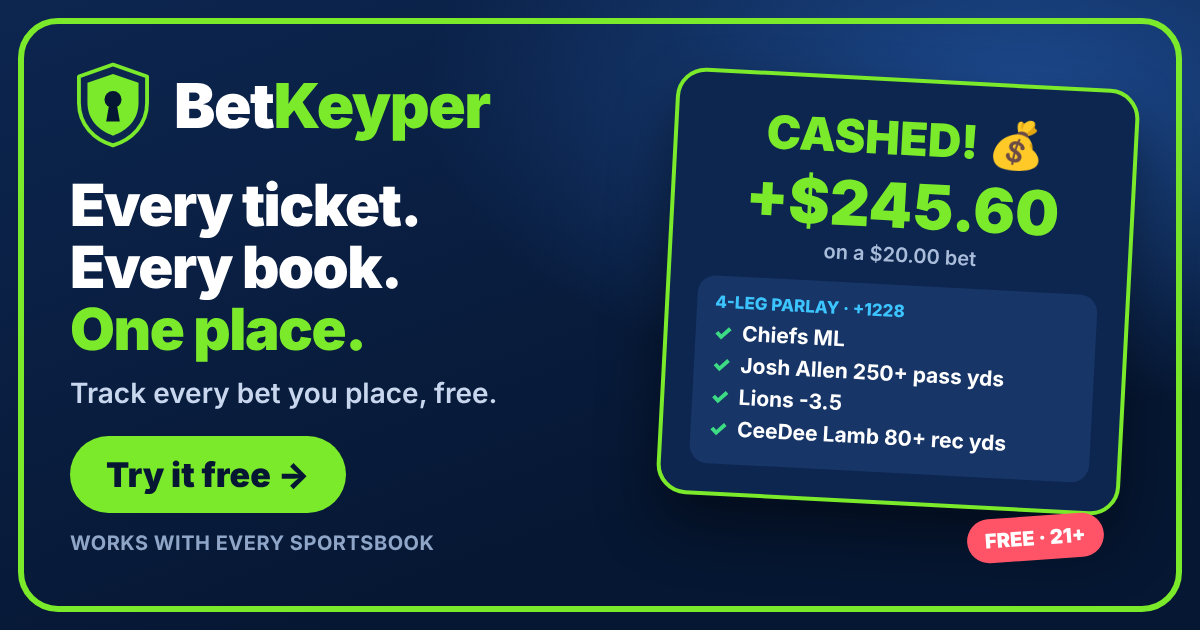 BetKeyper
Every ticket.
Every book.
One place.
Track every bet you place, free.
Try it free →
WORKS WITH EVERY SPORTSBOOK
CASHED! 💰
+$245.60
on a $20.00 bet
4-LEG PARLAY · +1228
✓ Chiefs ML
✓ Josh Allen 250+ pass yds
✓ Lions -3.5
✓ CeeDee Lamb 80+ rec yds
FREE · 21+